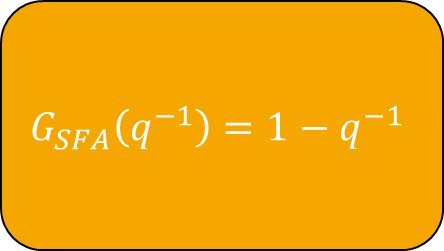 G_{SFA}(q^{-1}) = 1 - q^{-1}